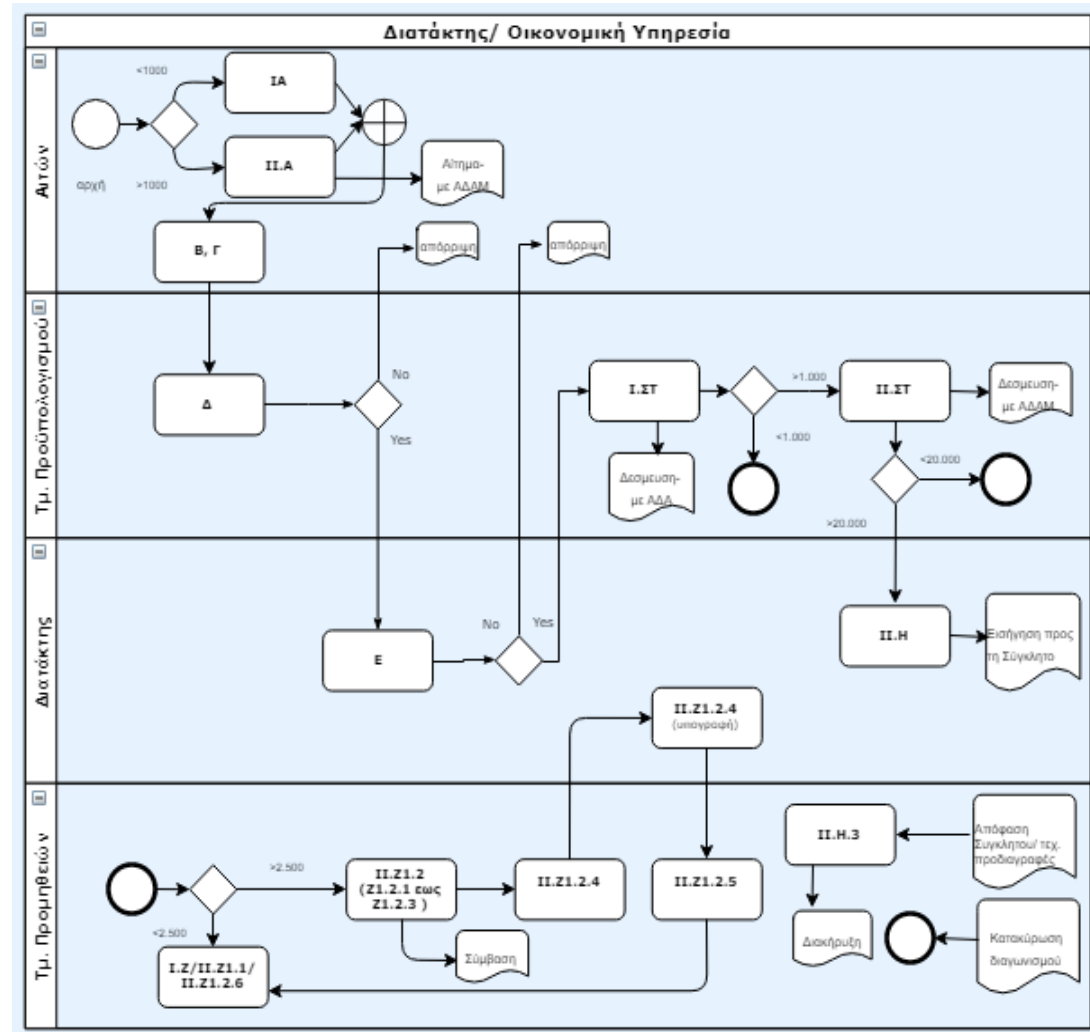 Διατάκτης/ Οικονομική Υπηρεσία
Αιτών
<1000
ΙΑ
αρχή
>1000
ΙΙ.Α
Αίτημα-
με ΑΔΑΜ
Β, Γ
απόρριψη
απόρριψη
Τμ. Προϋπολογισμού
Δ
No
Yes
Ι.ΣΤ
>1.000
ΙΙ.ΣΤ
Δεσμευση-
με ΑΔΑΜ
<1.000
Δεσμευση-
με ΑΔΑ
<20.000
>20.000
Διατάκτης
Ε
No
Yes
ΙΙ.Η
Εισήγηση προς
τη Σύγκλητο
ΙΙ.Ζ1.2.4
(υπογραφή)
Τμ. Προμηθειών
>2.500
ΙΙ.Ζ1.2
(Ζ1.2.1 εως
Ζ1.2.3 )
ΙΙ.Ζ1.2.4
ΙΙ.Ζ1.2.5
ΙΙ.Η.3
Απόφαση
Συγκλητου/ τεχ.
προδιαγραφές
<2.500
Ι.Ζ/ΙΙ.Ζ1.1/
ΙΙ.Ζ1.2.6
Σύμβαση
Διακήρυξη
Κατακύρωση
διαγωνισμού